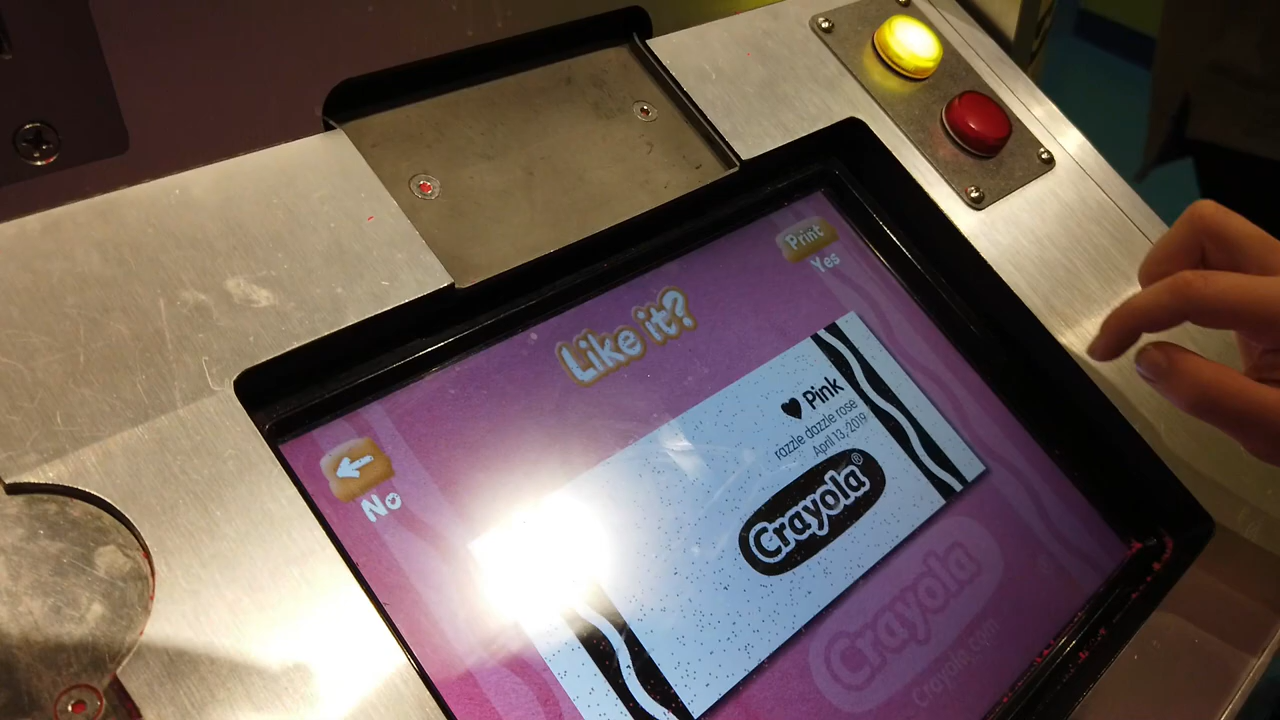 Print
Yes
Like it?
No
♥ Pink
razzle dazzle rose
April 13, 2019
Crayola®
Crayola
Crayola.com